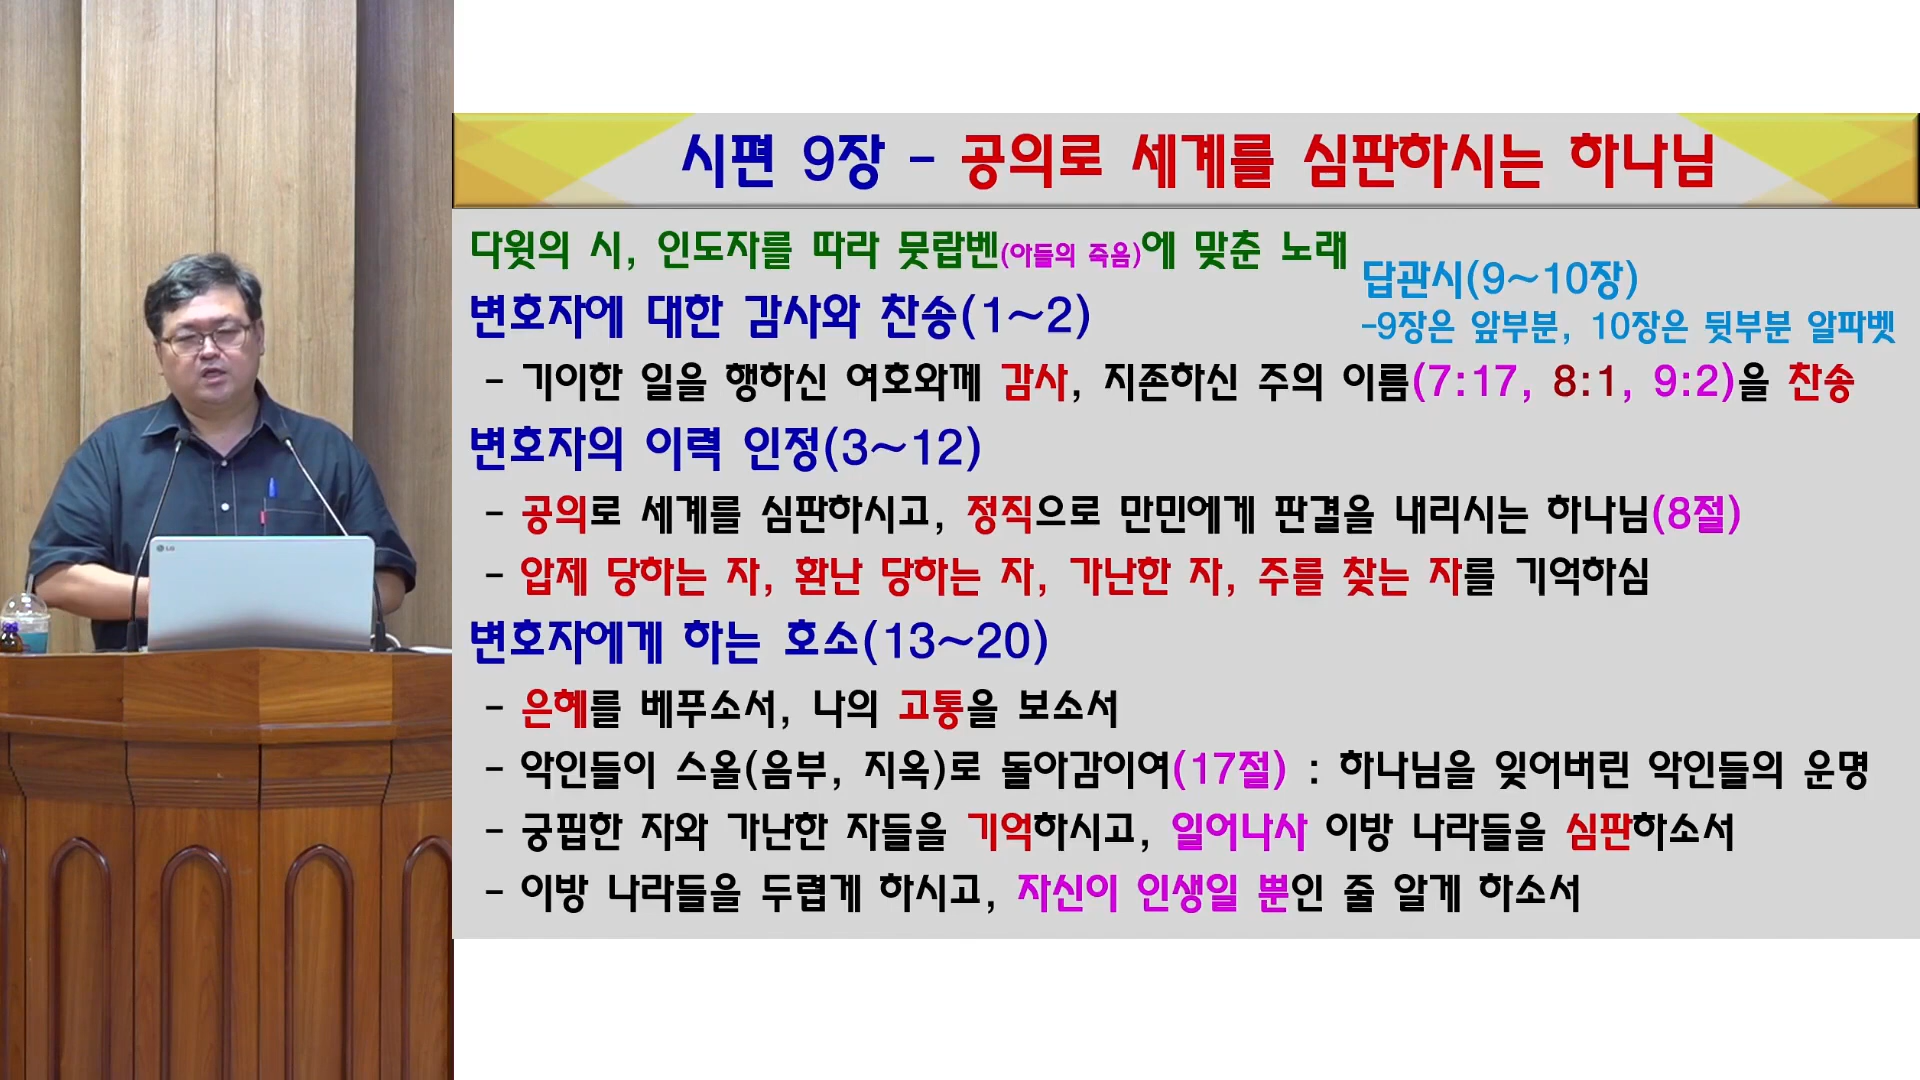 시편 9장 - 공의로 세계를 심판하시는 하나님
다윗의 시, 인도자를 따라 뭇랍벤(아들의 죽음)에 맞춘 노래
답관시(9~10장)
-9장은 앞부분, 10장은 뒷부분 알파벳
변호자에 대한 감사와 찬송(1~2)
- 기이한 일을 행하신 여호와께 감사, 지존하신 주의 이름(7:17, 8:1, 9:2)을 찬송
변호자의 이력 인정(3~12)
- 공의로 세계를 심판하시고, 정직으로 만민에게 판결을 내리시는 하나님(8절)
- 압제 당하는 자, 환난 당하는 자, 가난한 자, 주를 찾는 자를 기억하심
변호자에게 하는 호소(13~20)
- 은혜를 베푸소서, 나의 고통을 보소서
- 악인들이 스올(음부, 지옥)로 돌아감이여(17절) : 하나님을 잊어버린 악인들의 운명
- 궁핍한 자와 가난한 자들을 기억하시고, 일어나사 이방 나라들을 심판하소서
- 이방 나라들을 두렵게 하시고, 자신이 인생일 뿐인 줄 알게 하소서
LG